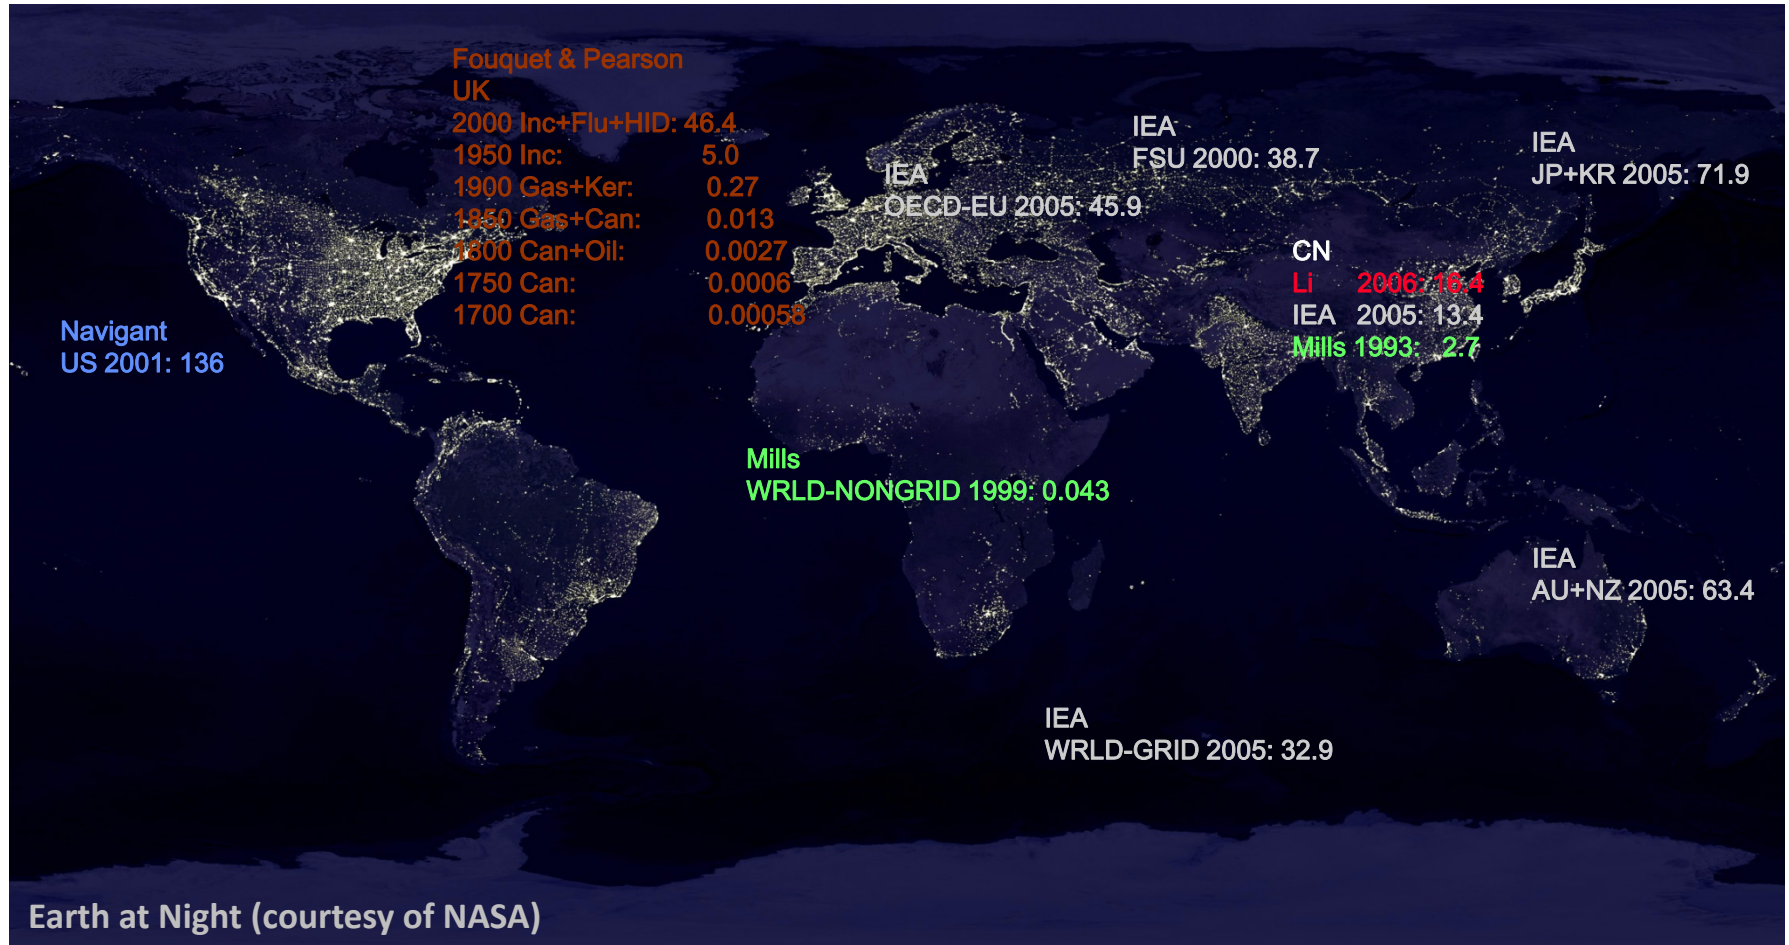 Fouquet & Pearson
UK
2000 Inc+Flu+HID: 46.4
1950 Inc: 5.0
1900 Gas+Ker: 0.27
1850 Gas+Can: 0.013
1800 Can+Oil: 0.0027
1750 Can: 0.0006
1700 Can: 0.00058
Navigant
US 2001: 136
IEA
OECD-EU 2005: 45.9
IEA
FSU 2000: 38.7
IEA
JP+KR 2005: 71.9
CN
Li 2006: 16.4
IEA 2005: 13.4
Mills 1993: 2.7
Mills
WRLD-NONGRID 1999: 0.043
IEA
AU+NZ 2005: 63.4
IEA
WRLD-GRID 2005: 32.9
Earth at Night (courtesy of NASA)